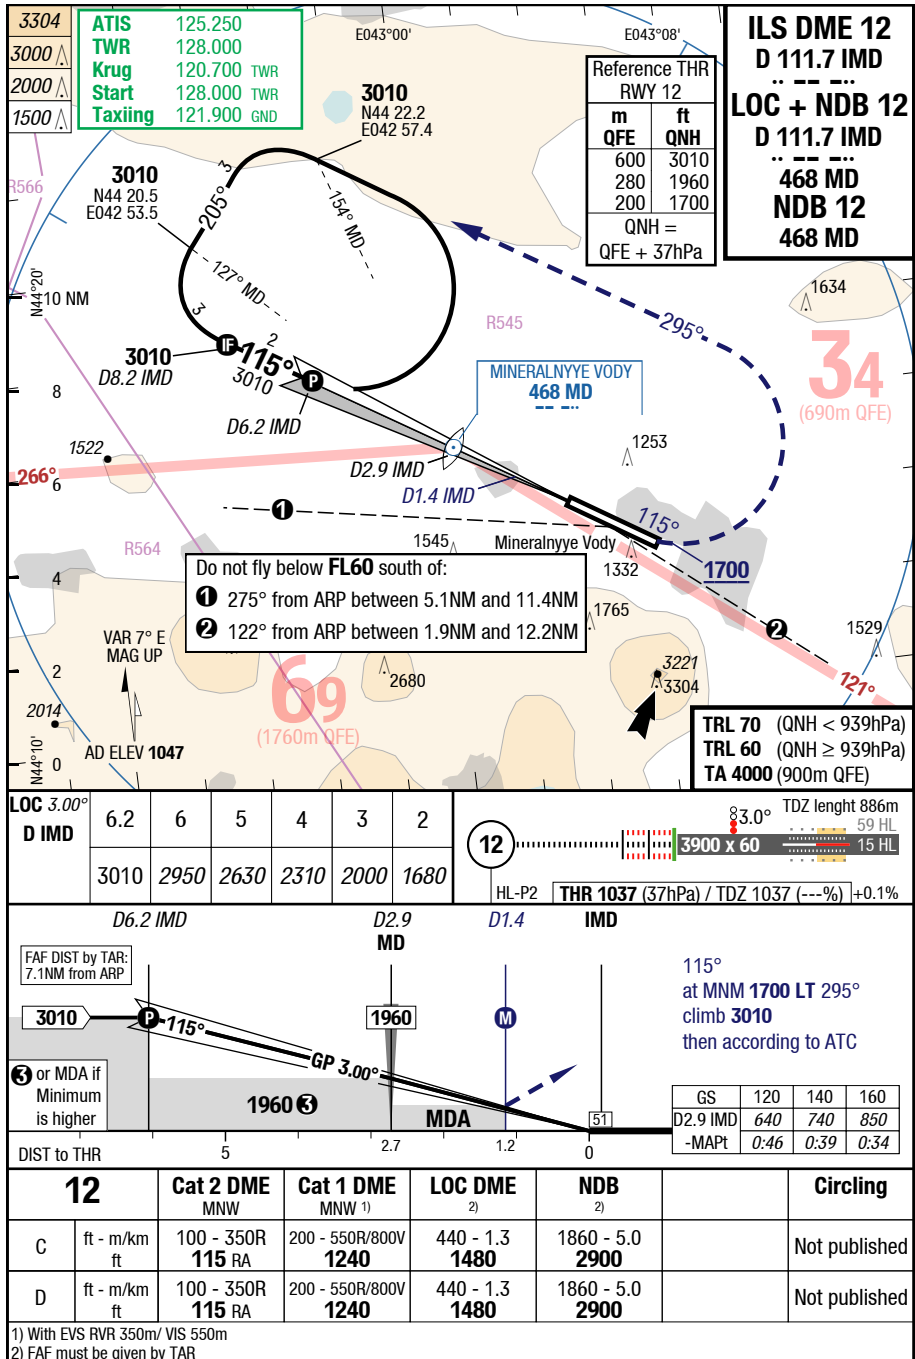 3304
3000
2000
1500
ATIS 125.250
TWR 128.000
Krug 120.700 TWR
Start 128.000 TWR
Taxiing 121.900 GND
E043°00'
E043°08'
ILS DME 12
D 111.7 IMD
LOC + NDB 12
D 111.7 IMD
468 MD
NDB 12
468 MD
Reference THR
RWY 12
m ft
QFE QNH
600 3010
280 1960
200 1700
QNH =
QFE + 37hPa
3010
N44 22.2
E042 57.4
3010
N44 20.5
E042 53.5
R566
205°
3
154° MD
127° MD
3
2
N44°20'
10 NM
R545
295°
1634
34
(690m QFE)
IF
3010
D8.2 IMD
115°
3010
P
D6.2 IMD
MINERALNYYE VODY
468 MD
8
1522
266°
6
D2.9 IMD
D1.4 IMD
1253
1
115°
R564
1545
Mineralnyye Vody
1332
1700
4
Do not fly below FL60 south of:
1 275° from ARP between 5.1NM and 11.4NM
2 122° from ARP between 1.9NM and 12.2NM
1765
2
1529
VAR 7° E
MAG UP
2
2680
3221
3304
121°
69
(1760m QFE)
2014
AD ELEV 1047
N44°10'
0
TRL 70 (QNH < 939hPa)
TRL 60 (QNH ≥ 939hPa)
TA 4000 (900m QFE)
LOC 3.00°
D IMD
6.2 6 5 4 3 2
3010 2950 2630 2310 2000 1680
12
3.0°
TDZ lenght 886m
59 HL
3900 x 60
15 HL
HL-P2
THR 1037 (37hPa) / TDZ 1037 (---%) +0.1%
D6.2 IMD
D2.9
MD
D1.4
IMD
FAF DIST by TAR:
7.1NM from ARP
3010
P
115°
GP 3.00°
1960
M
115°
at MNM 1700 LT 295°
climb 3010
then according to ATC
3 or MDA if
Minimum
is higher
1960 3
MDA
51
GS 120 140 160
D2.9 IMD 640 740 850
-MAPt 0:46 0:39 0:34
DIST to THR
5
2.7
1.2
0
12
Cat 2 DME
MNW
Cat 1 DME
MNW 1)
LOC DME
2)
NDB
2)
Circling
C ft - m/km 100 - 350R 200 - 550R/800V 440 - 1.3 1860 - 5.0 Not published
ft 115 RA 1240 1480 2900
D ft - m/km 100 - 350R 200 - 550R/800V 440 - 1.3 1860 - 5.0 Not published
ft 115 RA 1240 1480 2900
1) With EVS RVR 350m/ VIS 550m
2) FAF must be given by TAR